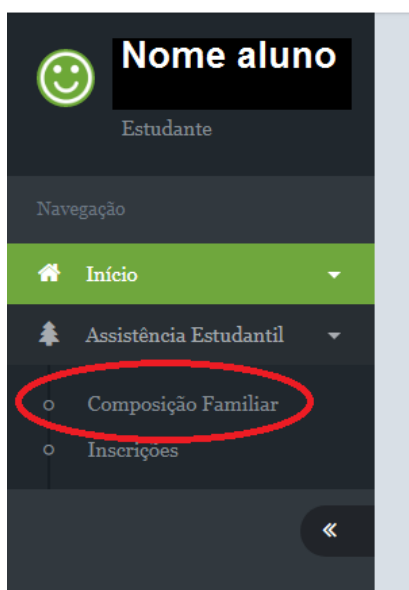 Nome aluno
Estudante
Navegação
Início
Assistência Estudantil
Composição Familiar
Inscrições